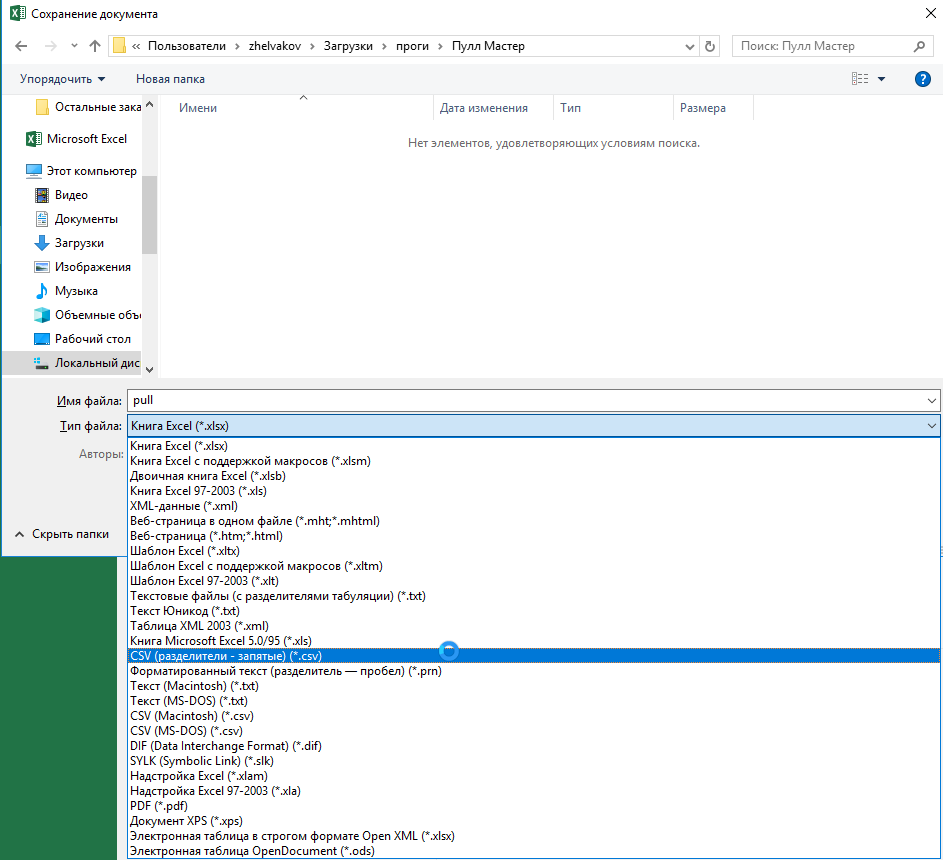 Сохранение документа
« Пользователи › zhelvakov › Загрузки › проги › Пулл Мастер
Поиск: Пулл Мастер
Упорядочить
Новая папка
?
Остальные зака
Microsoft Excel
Этот компьютер
Видео
Документы
Загрузки
Изображения
Музыка
Объемные объ
Рабочий стол
Локальный дис
Имени
Дата изменения
Тип
Размера
Нет элементов, удовлетворяющих условиям поиска.
Имя файла: pull
Тип файла: Книга Excel (*.xlsx)
Авторы:
Скрыть папки
Книга Excel (*.xlsx)
Книга Excel с поддержкой макросов (*.xlsm)
Двоичная книга Excel (*.xlsb)
Книга Excel 97-2003 (*.xls)
XML-данные (*.xml)
Веб-страница в одном файле (*.mht;*.mhtml)
Веб-страница (*.htm;*.html)
Шаблон Excel (*.xltx)
Шаблон Excel с поддержкой макросов (*.xltm)
Шаблон Excel 97-2003 (*.xlt)
Текстовые файлы (с разделителями табуляции) (*.txt)
Текст Юникод (*.txt)
Таблица XML 2003 (*.xml)
Книга Microsoft Excel 5.0/95 (*.xls)
CSV (разделители - запятые) (*.csv)
Форматированный текст (разделитель — пробел) (*.prn)
Текст (Macintosh) (*.txt)
Текст (MS-DOS) (*.txt)
CSV (Macintosh) (*.csv)
CSV (MS-DOS) (*.csv)
DIF (Data Interchange Format) (*.dif)
SYLK (Symbolic Link) (*.slk)
Надстройка Excel (*.xlam)
Надстройка Excel 97-2003 (*.xla)
PDF (*.pdf)
Документ XPS (*.xps)
Электронная таблица в строгом формате Open XML (*.xlsx)
Электронная таблица OpenDocument (*.ods)